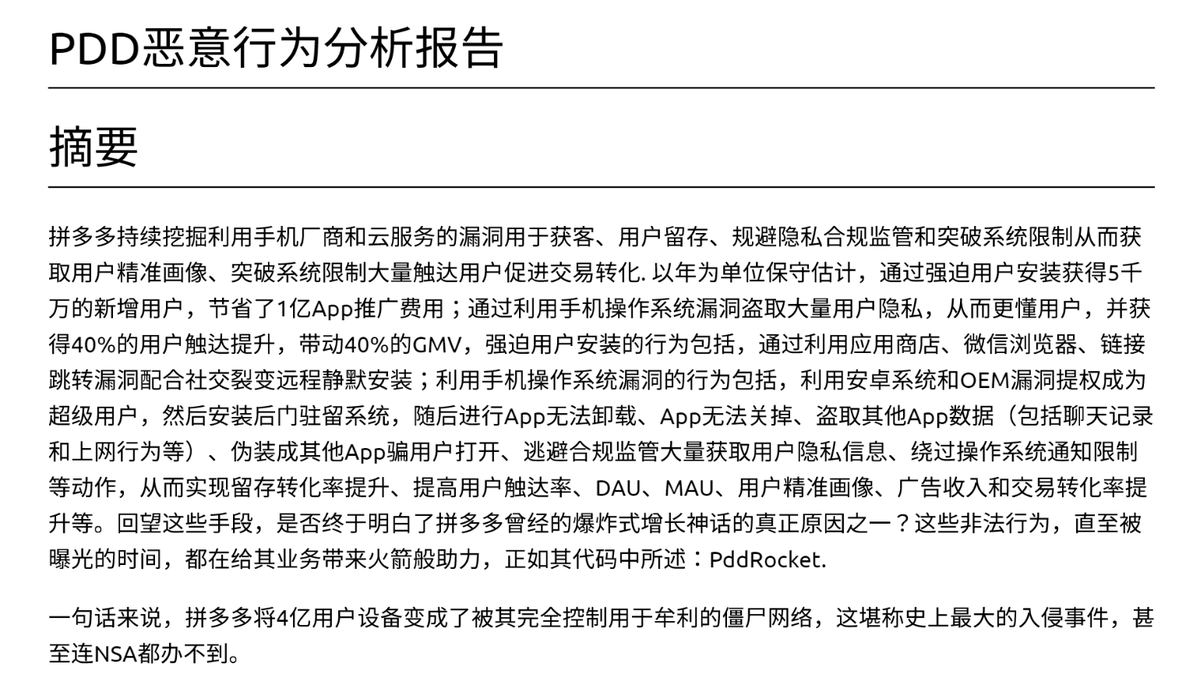 PDD恶意行为分析报告
摘要
拼多多持续挖掘利用手机厂商和云服务的漏洞用于获客、用户留存、规避隐私合规监管和突破系统限制从而获
取用户精准画像、突破系统限制大量触达用户促进交易转化. 以年为单位保守估计，通过强迫用户安装获得5千
万的新增用户，节省了1亿App推广费用；通过利用手机操作系统漏洞盗取大量用户隐私，从而更懂用户，并获
得40%的用户触达提升，带动40%的GMV，强迫用户安装的行为包括，通过利用应用商店、微信浏览器、链接
跳转漏洞配合社交裂变远程静默安装；利用手机操作系统漏洞的行为包括，利用安卓系统和OEM漏洞提权成为
超级用户，然后安装后门驻留系统，随后进行App无法卸载、App无法关掉、盗取其他App数据（包括聊天记录
和上网行为等）、伪装成其他App骗用户打开、逃避合规监管大量获取用户隐私信息、绕过操作系统通知限制
等动作，从而实现留存转化率提升、提高用户触达率、DAU、MAU、用户精准画像、广告收入和交易转化率提
升等。回望这些手段，是否终于明白了拼多多曾经的爆炸式增长神话的真正原因之一？这些非法行为，直至被
曝光的时间，都在给其业务带来火箭般助力，正如其代码中所述：PddRocket.
一句话来说，拼多多将4亿用户设备变成了被其完全控制用于牟利的僵尸网络，这堪称史上最大的入侵事件，甚
至连NSA都办不到。